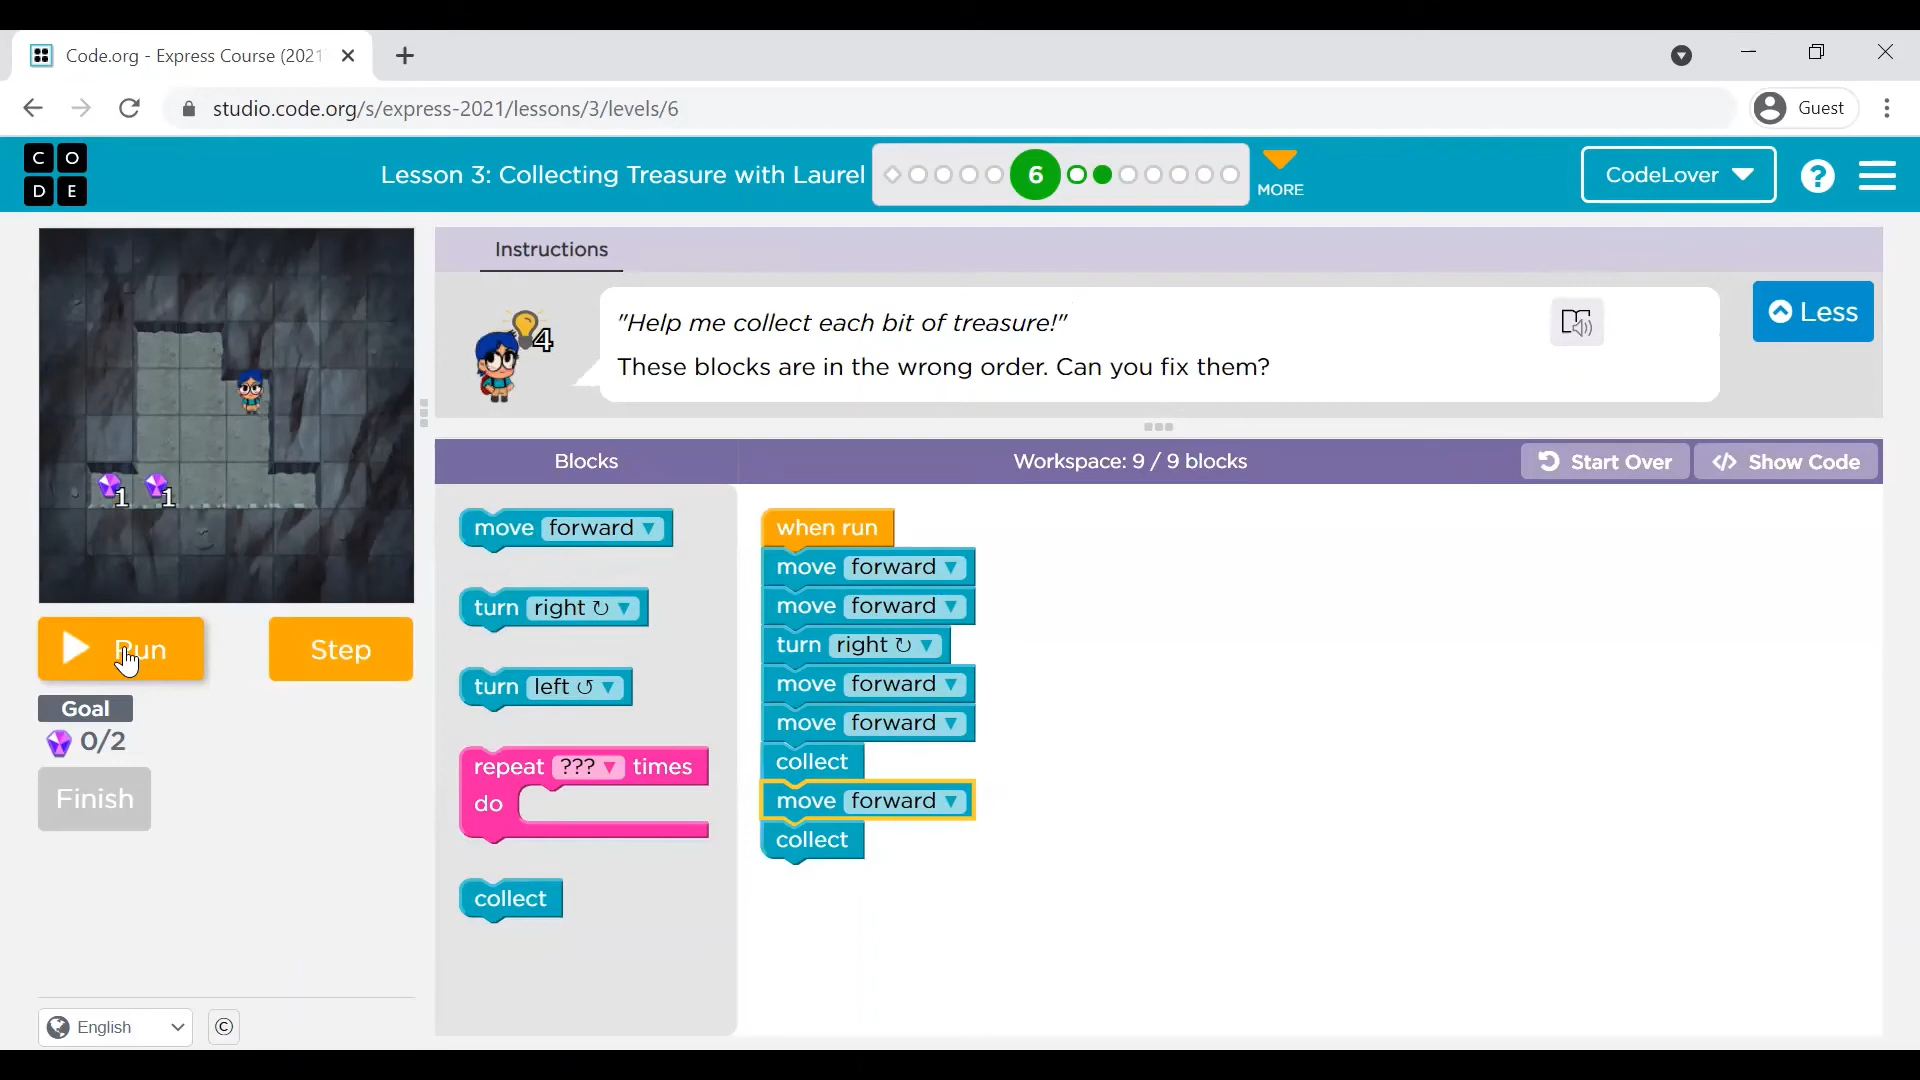 Code.org - Express Course (2021
studio.code.org/s/express-2021/lessons/3/levels/6
Guest
C O
D E
Lesson 3: Collecting Treasure with Laurel
6
MORE
CodeLover
?
Instructions
4
"Help me collect each bit of treasure!"
These blocks are in the wrong order. Can you fix them?
Less
1
1
Run
Step
Goal
0/2
Finish
English
©
Blocks
Workspace: 9 / 9 blocks
Start Over
</> Show Code
move forward
turn right ↻
turn left ↺
repeat ??? times
do
collect
when run
move forward
move forward
turn right ↻
move forward
move forward
collect
move forward
collect